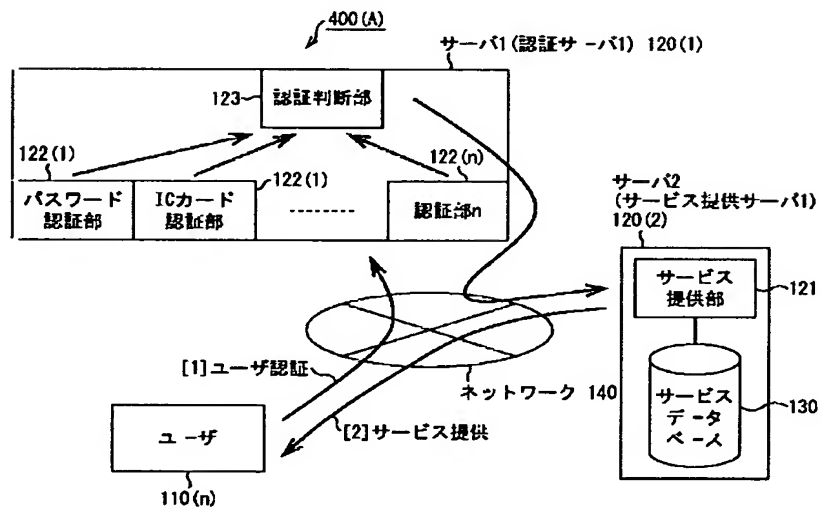 400(A)
サーバ1(認証サーバ1) 120(1)
123
認証判断部
122(1)
122(1)
122(n)
パスワード
認証部
ICカード
認証部
認証部n
サーバ2
(サービス提供サーバ1)
120(2)
サービス
提供部
121
[1]ユーザ認証
ネットワーク 140
サービス
データ
ベース
130
[2]サービス提供
ユーザ
110(n)